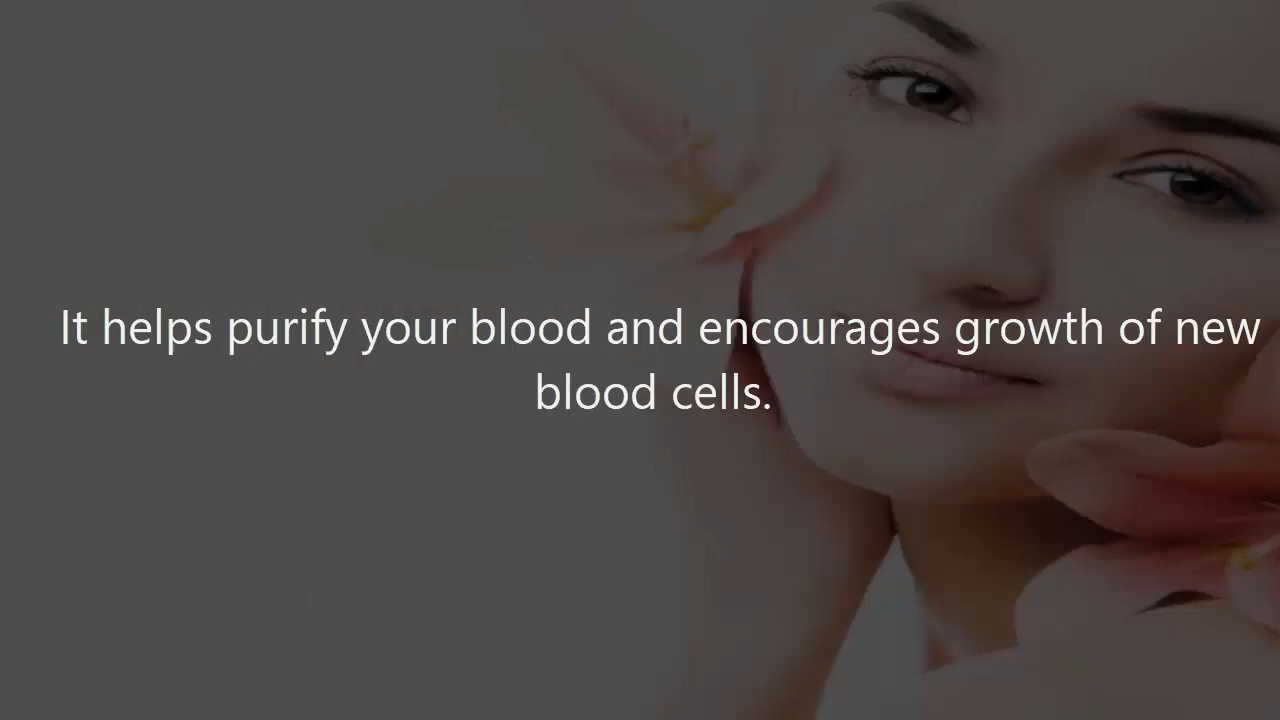 It helps purify your blood and encourages growth of new
blood cells.